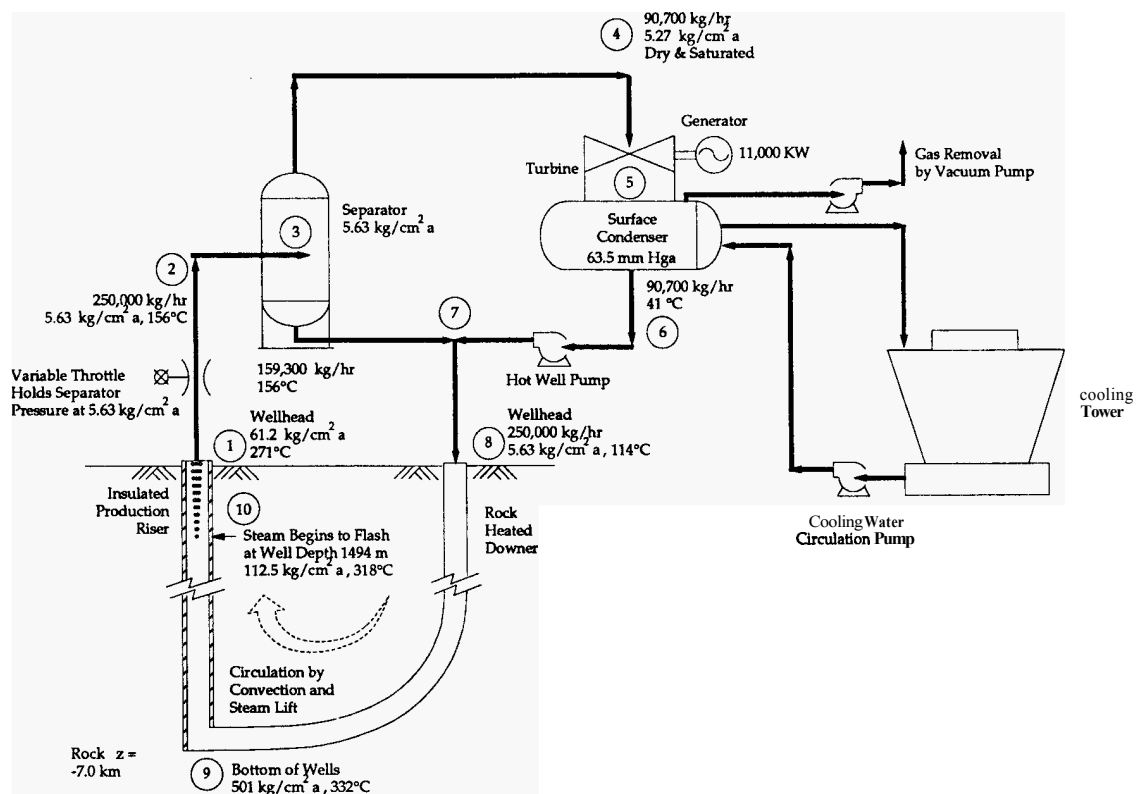 4
90,700 kg/hr
5.27 kg/cm² a
Dry & Saturated
Generator
11,000 KW
Turbine
5
Gas Removal
by Vacuum Pump
Separator
5.63 kg/cm² a
3
Surface
Condenser
63.5 mm Hga
2
250,000 kg/hr
5.63 kg/cm² a, 156°C
7
90,700 kg/hr
41 °C
6
Hot Well Pump
159,300 kg/hr
156°C
Variable Throttle
Holds Separator
Pressure at 5.63 kg/cm² a
cooling
Tower
1
Wellhead
61.2 kg/cm² a
271°C
8
Wellhead
250,000 kg/hr
5.63 kg/cm² a, 114°C
Insulated
Production
Riser
10
Steam Begins to Flash
at Well Depth 1494 m
112.5 kg/cm² a, 318°C
Rock
Heated
Downer
Cooling Water
Circulation Pump
Circulation by
Convection and
Steam Lift
Rock z =
-7.0 km
9
Bottom of Wells
501 kg/cm² a, 332°C